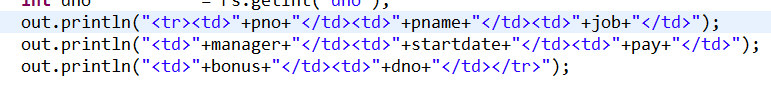 int dno = rs.getInt("dno");
out.println("<tr><td>"+pno+"</td><td>"+pname+"</td><td>"+job+"</td>");
out.println("<td>"+manager+"</td><td>"+startdate+"</td><td>"+pay+"</td>");
out.println("<td>"+bonus+"</td><td>"+dno+"</td></tr>");